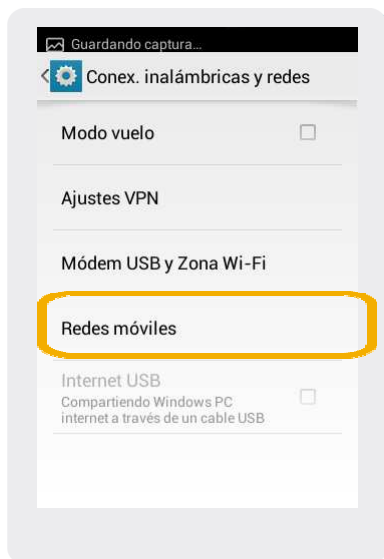 Guardando captura...
Conex. inalámbricas y redes
Modo vuelo
Ajustes VPN
Módem USB y Zona Wi-Fi
Redes móviles
Internet USB
Compartiendo Windows PC
internet a través de un cable USB